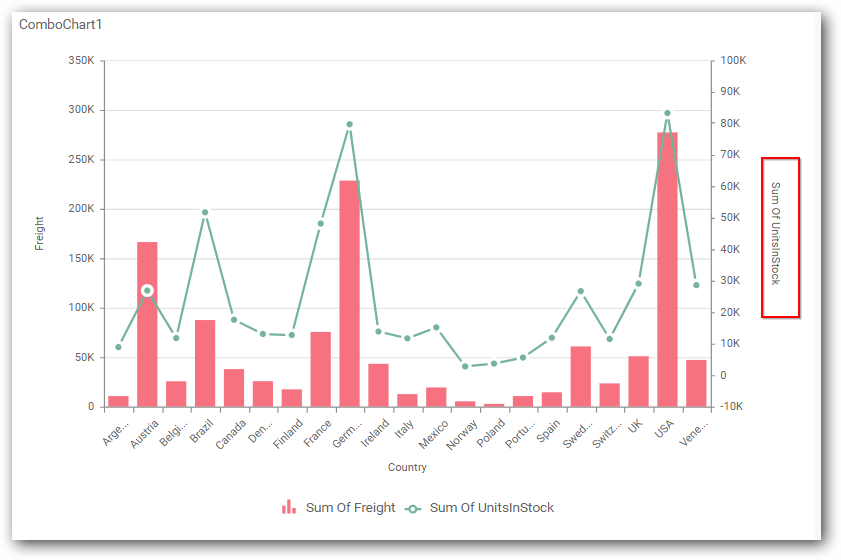 ComboChart1
350K
300K
250K
200K
150K
100K
50K
0
Freight
100K
90K
80K
70K
60K
50K
40K
30K
20K
10K
0
-10K
Sum Of UnitsInStock
Arge...
Austria
Belgi...
Brazil
Canada
Den...
Finland
France
Germ...
Ireland
Italy
Mexico
Norway
Poland
Portu...
Spain
Swed...
Switz...
UK
USA
Vene...
Country
Sum Of Freight
Sum Of UnitsInStock